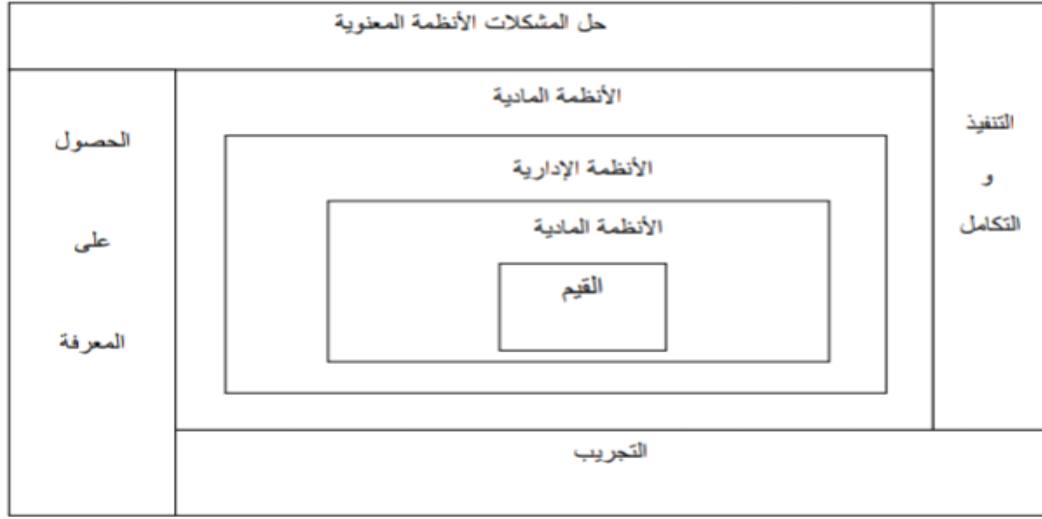 حل المشكلات الأنظمة المعنوية
التنفيذ
و
التكامل
الأنظمة المادية
الأنظمة الإدارية
الأنظمة المادية
القيم
الحصول
على
المعرفة
التجريب